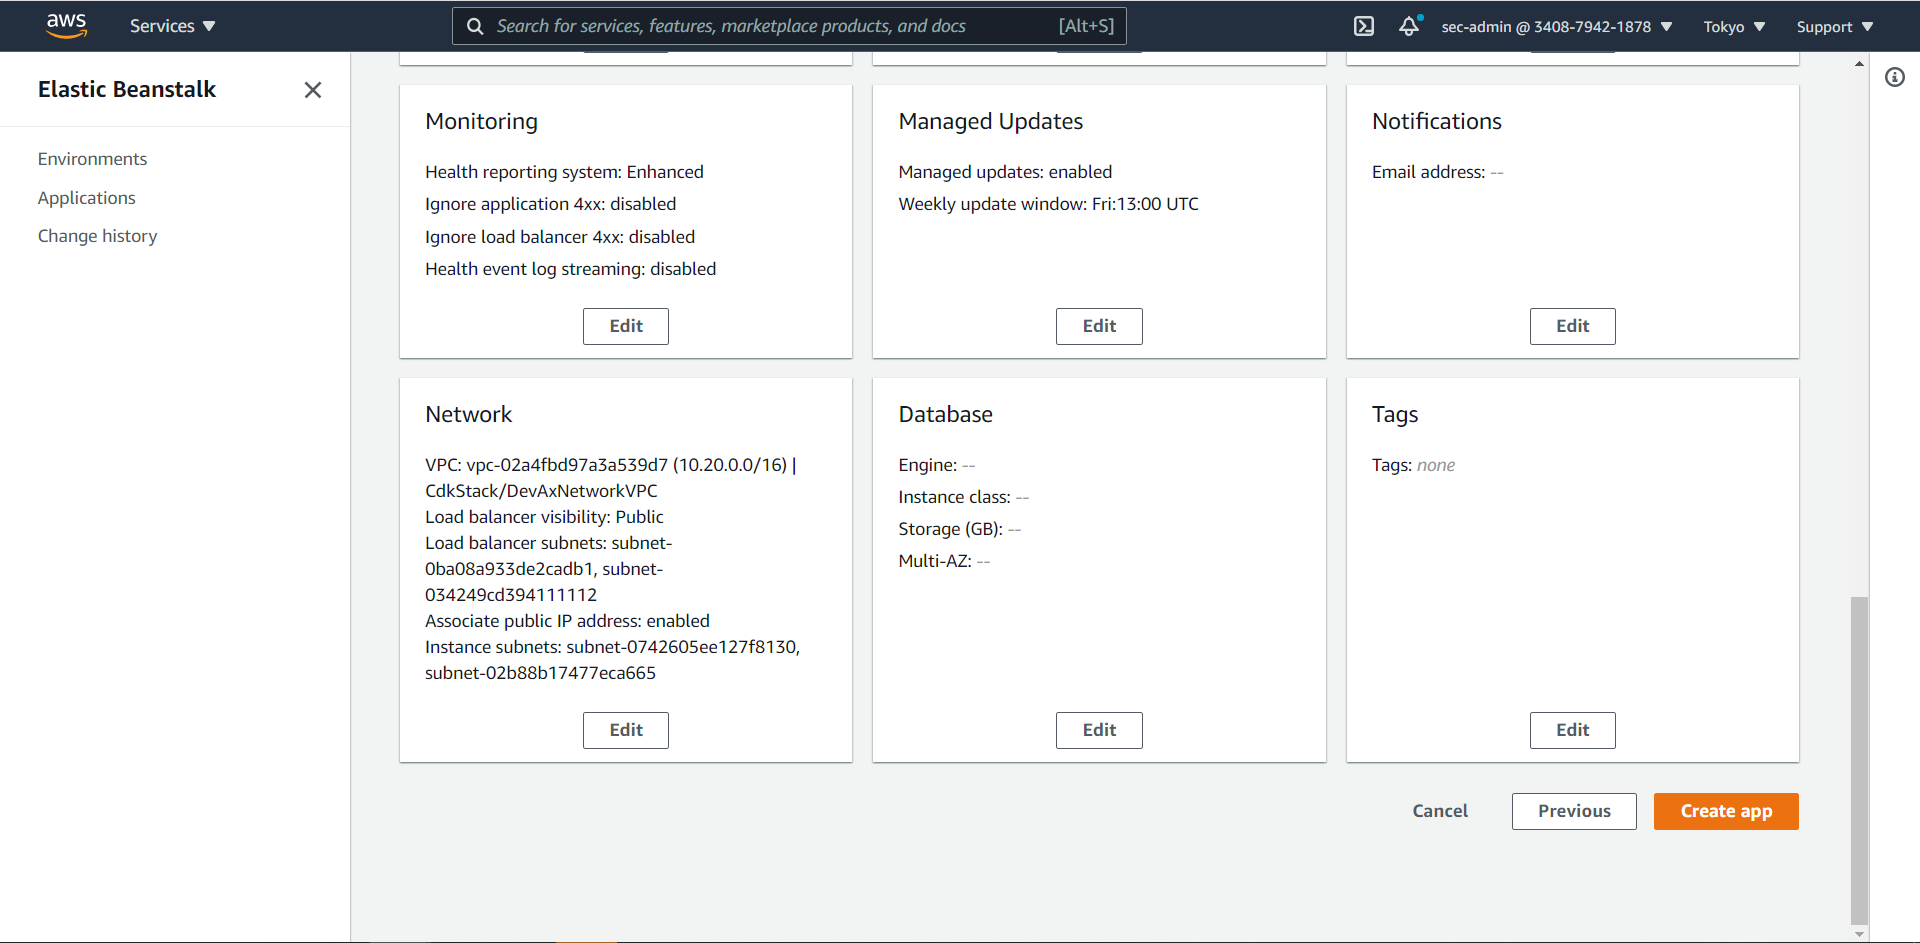 aws
Services
Search for services, features, marketplace products, and docs
[Alt+S]
sec-admin @ 3408-7942-1878
Tokyo
Support
Elastic Beanstalk
Environments
Applications
Change history
Monitoring
Health reporting system: Enhanced
Ignore application 4xx: disabled
Ignore load balancer 4xx: disabled
Health event log streaming: disabled
Edit
Managed Updates
Managed updates: enabled
Weekly update window: Fri:13:00 UTC
Edit
Notifications
Email address: --
Edit
Network
VPC: vpc-02a4fbd97a3a539d7 (10.20.0.0/16) |
CdkStack/DevAxNetworkVPC
Load balancer visibility: Public
Load balancer subnets: subnet-
0ba08a933de2cadb1, subnet-
034249cd394111112
Associate public IP address: enabled
Instance subnets: subnet-0742605ee127f8130,
subnet-02b88b17477eca665
Edit
Database
Engine: --
Instance class: --
Storage (GB): --
Multi-AZ: --
Edit
Tags
Tags: none
Edit
Cancel
Previous
Create app